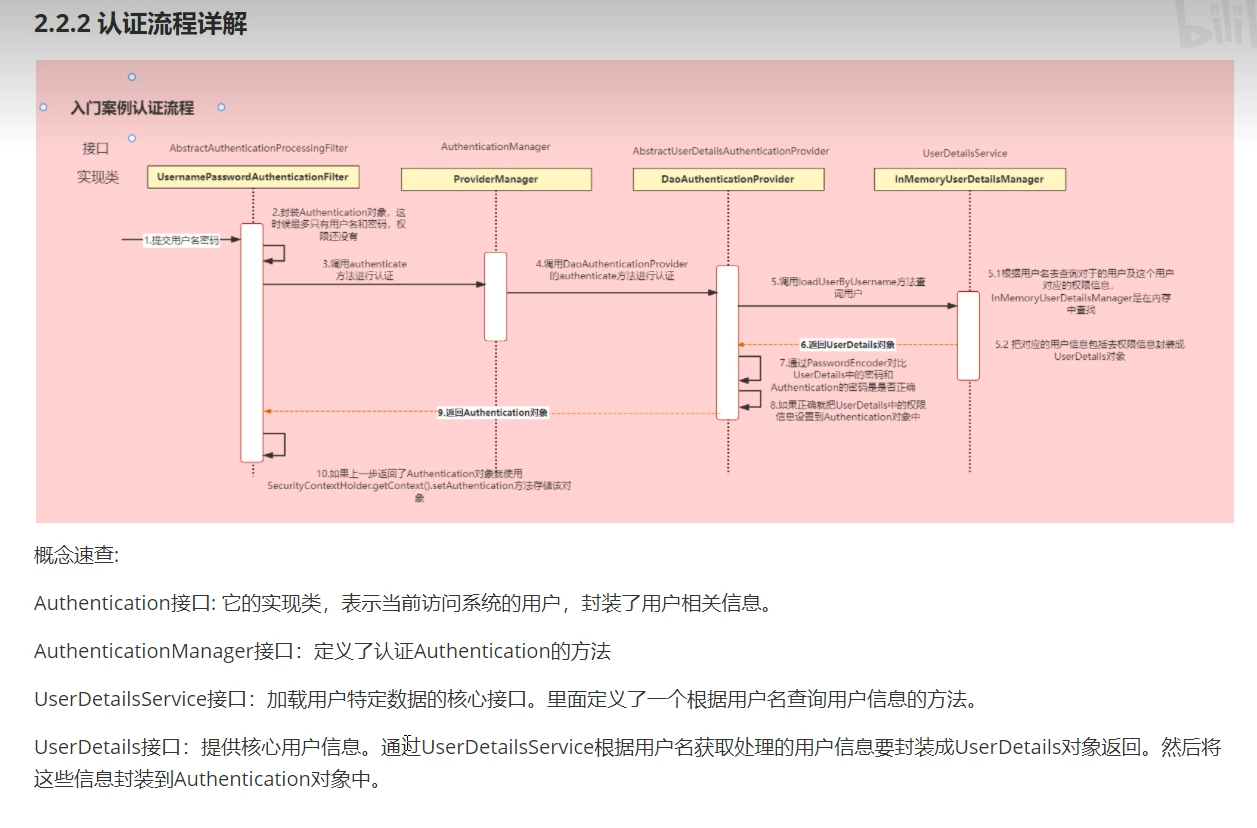 2.2.2 认证流程详解
bili
入门案例认证流程
接口
AbstractAuthenticationProcessingFilter
AuthenticationManager
AbstractUserDetailsAuthenticationProvider
UserDetailsService
实现类
UsernamePasswordAuthenticationFilter
ProviderManager
DaoAuthenticationProvider
InMemoryUserDetailsManager
1.提交用户名密码
2.封装Authentication对象，这
时候最多只有用户名和密码，权
限还没有
3.调用authenticate
方法进行认证
4.调用DaoAuthenticationProvider
的authenticate方法进行认证
5.调用loadUserByUsername方法查
询用户
5.1根据用户名去查询对于的用户及这个用户
对应的权限信息，
InMemoryUserDetailsManager是在内存
中查找
6.返回UserDetails对象
5.2 把对应的用户信息包括去权限信息封装成
UserDetails对象
7.通过PasswordEncoder对比
UserDetails中的密码和
Authentication的密码是是否正确
8.如果正确就把UserDetails中的权限
信息设置到Authentication对象中
9.返回Authentication对象
10.如果上一步返回了Authentication对象就使用
SecurityContextHolder.getContext().setAuthentication方法存储该对
象
概念速查:
Authentication接口: 它的实现类，表示当前访问系统的用户，封装了用户相关信息。
AuthenticationManager接口：定义了认证Authentication的方法
UserDetailsService接口：加载用户特定数据的核心接口。里面定义了一个根据用户名查询用户信息的方法。
UserDetails接口：提供核心用户信息。通过UserDetailsService根据用户名获取处理的用户信息要封装成UserDetails对象返回。然后将
这些信息封装到Authentication对象中。